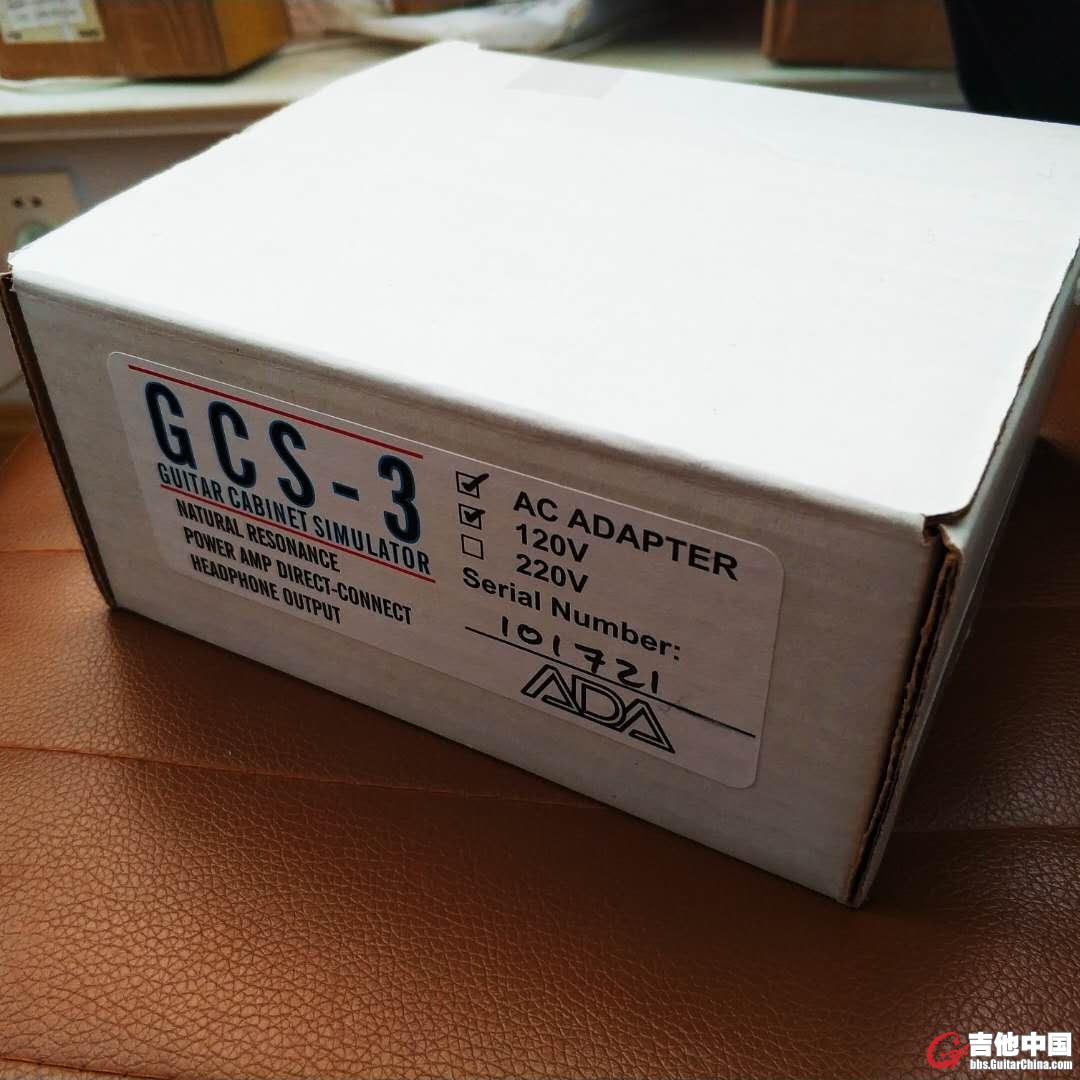 GCS-3
GUITAR CABINET SIMULATOR
NATURAL RESONANCE
POWER AMP DIRECT-CONNECT
HEADPHONE OUTPUT
AC ADAPTER
120V
220V
Serial Number:
101721
ADA
吉他中国
bbs.GuitarChina.com